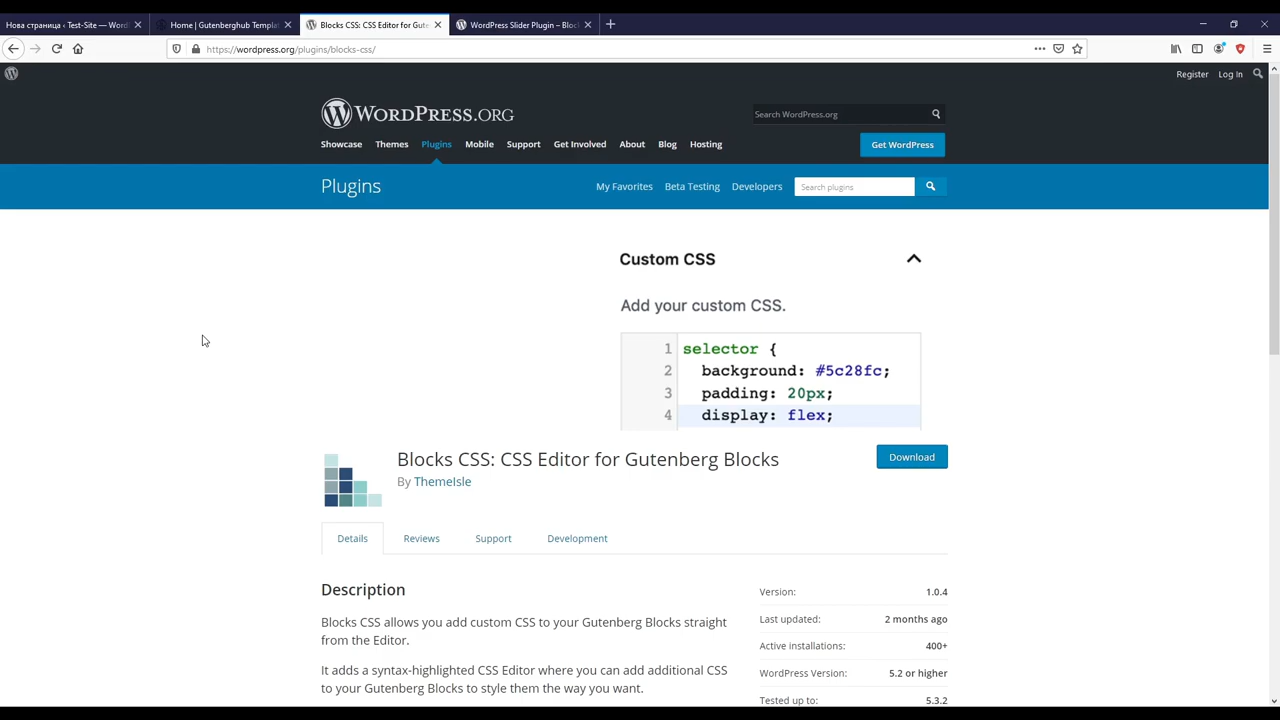 Нова страница ‹ Test-Site — Word
Home | Gutenberghub Templat
Blocks CSS: CSS Editor for Gute
WordPress Slider Plugin – Block
https://wordpress.org/plugins/blocks-css/
Register
Log In
WORDPRESS.ORG
Search WordPress.org
Showcase
Themes
Plugins
Mobile
Support
Get Involved
About
Blog
Hosting
Get WordPress
Plugins
My Favorites
Beta Testing
Developers
Search plugins
Custom CSS
Add your custom CSS.
1 selector {
2 background: #5c28fc;
3 padding: 20px;
4 display: flex;
Blocks CSS: CSS Editor for Gutenberg Blocks
Download
By ThemeIsle
Details
Reviews
Support
Development
Description
Blocks CSS allows you add custom CSS to your Gutenberg Blocks straight
from the Editor.
It adds a syntax-highlighted CSS Editor where you can add additional CSS
to your Gutenberg Blocks to style them the way you want.
Version: 1.0.4
Last updated: 2 months ago
Active installations: 400+
WordPress Version: 5.2 or higher
Tested up to: 5.3.2